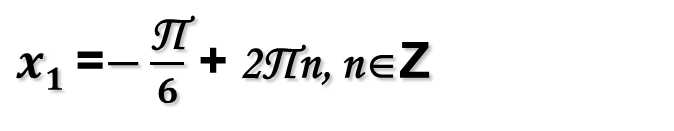 x₁ = − π/6 + 2πn, n∈Z